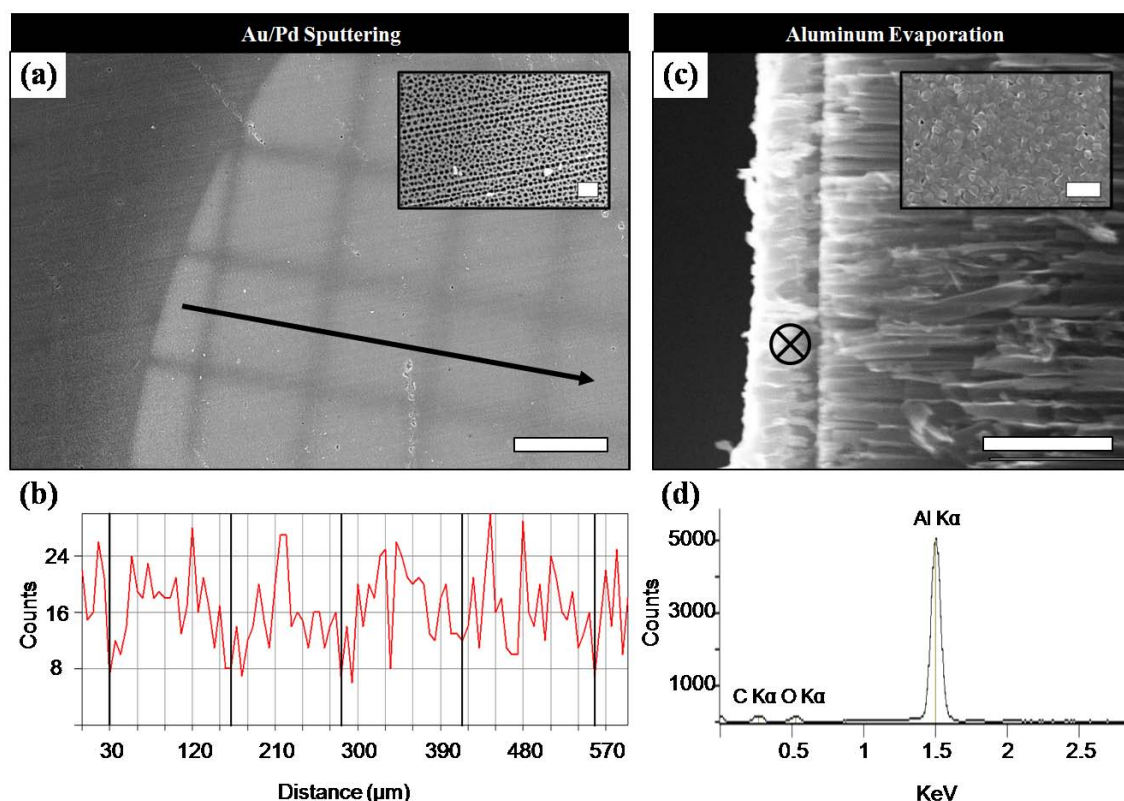 Au/Pd Sputtering
Aluminum Evaporation
(a)
(c)
(b)
24
16
8
Counts
30 120 210 300 390 480 570
Distance (µm)
(d)
Al Kα
5000
3000
1000
Counts
C Kα O Kα
0.5 1 1.5 2 2.5
KeV